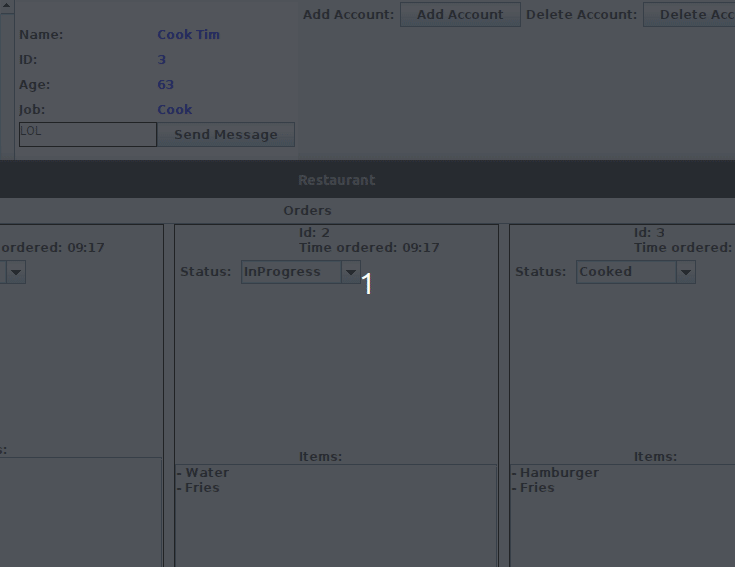 Add Account: Add Account Delete Account: Delete Acc
Name: Cook Tim
ID: 3
Age: 63
Job: Cook
LOL Send Message
Restaurant
Orders
Id: 2
Id: 3
ordered: 09:17
Time ordered: 09:17
Time ordered:
Status: InProgress
Status: Cooked
1
s:
Items:
Items:
- Water
- Fries
- Hamburger
- Fries